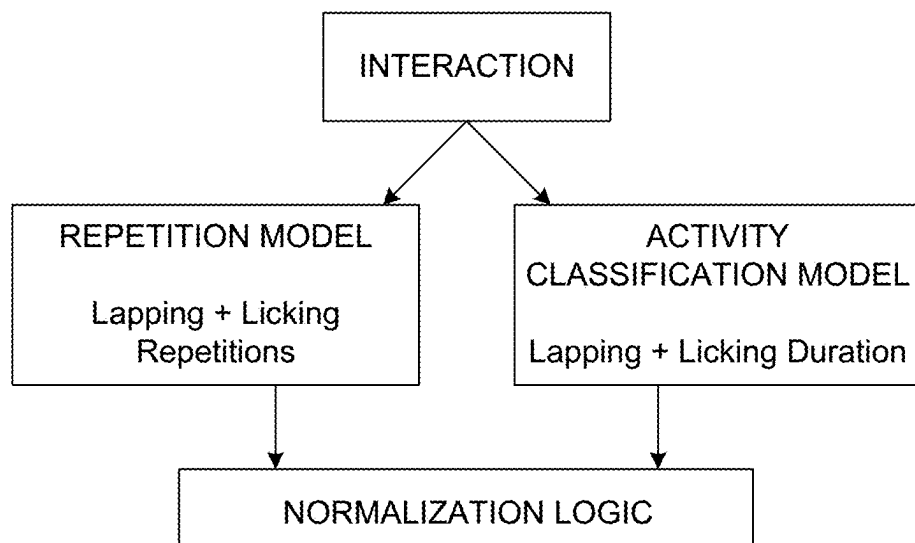 INTERACTION
REPETITION MODEL
Lapping + Licking
Repetitions
ACTIVITY
CLASSIFICATION MODEL
Lapping + Licking Duration
NORMALIZATION LOGIC